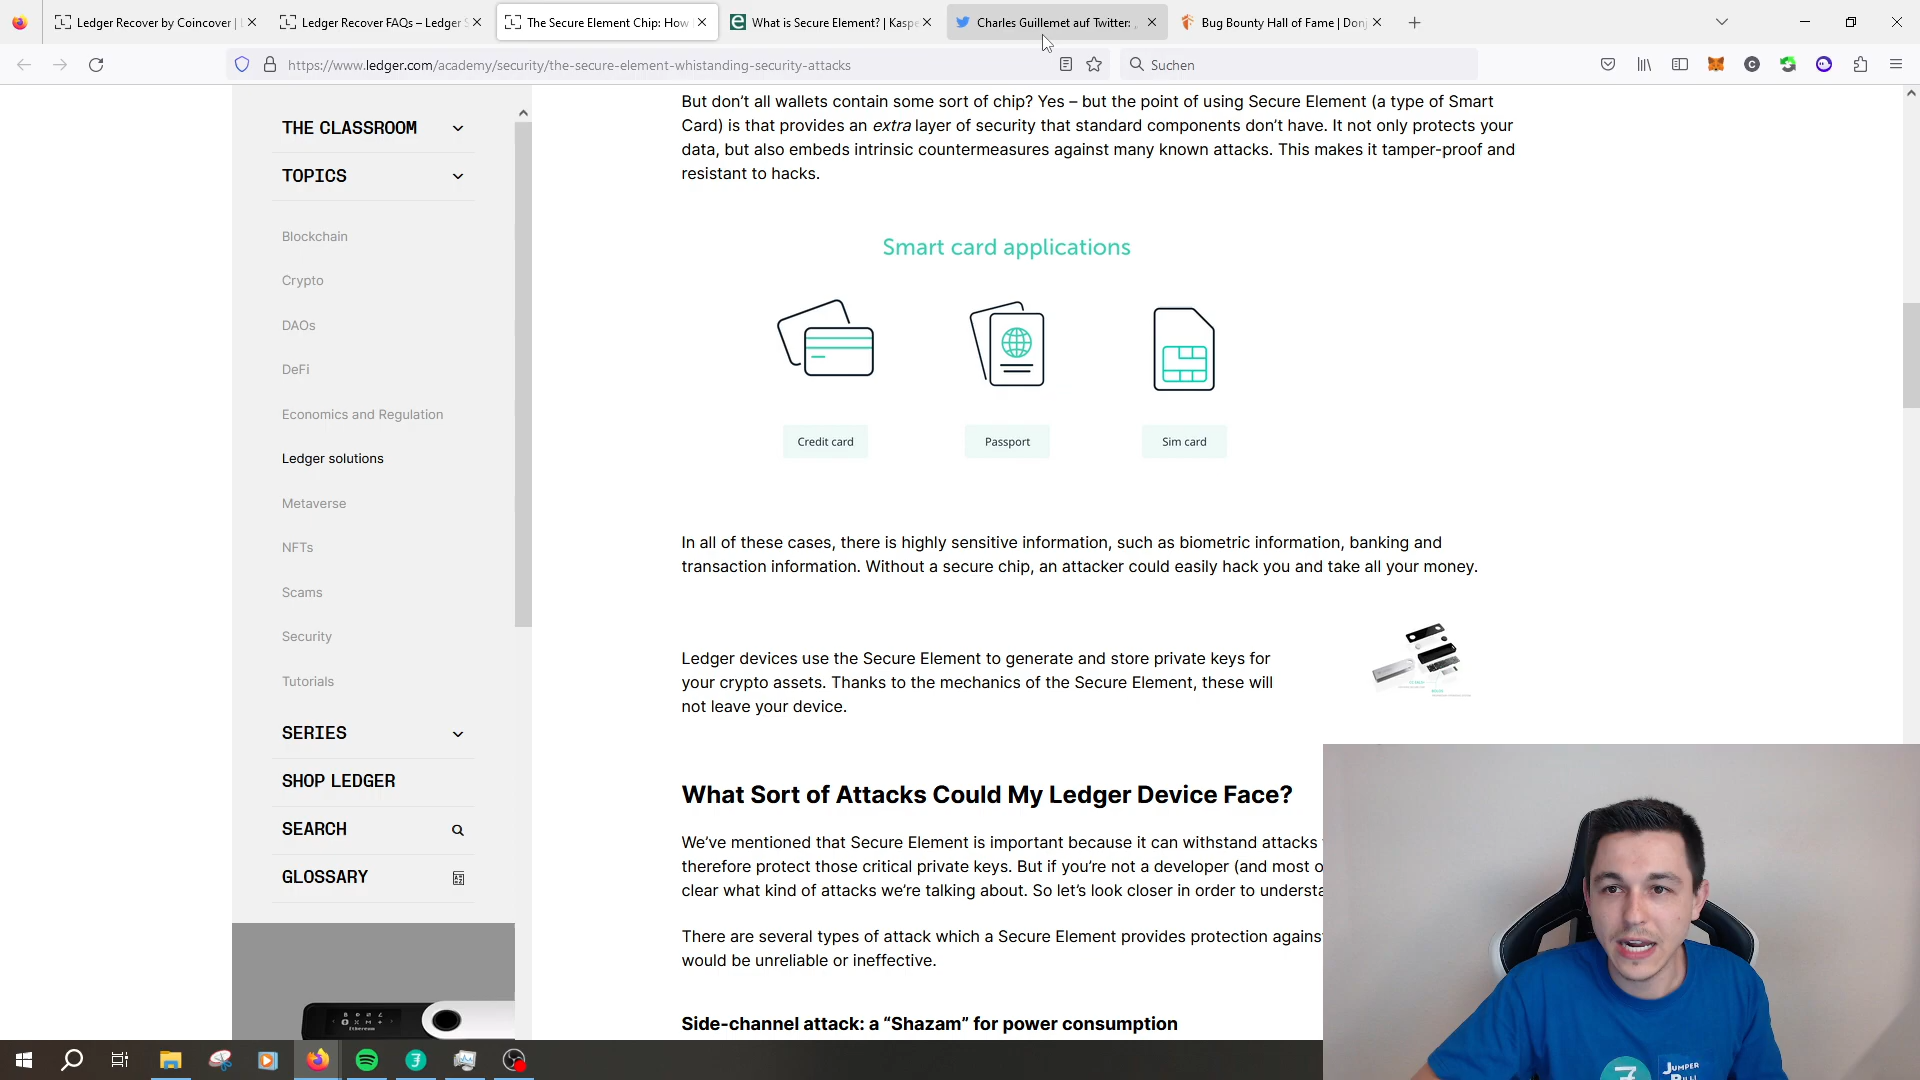 Ledger Recover by Coincover | L
Ledger Recover FAQs – Ledger S
The Secure Element Chip: How
What is Secure Element? | Kaspe
Charles Guillemet auf Twitter: „
Bug Bounty Hall of Fame | Donj
https://www.ledger.com/academy/security/the-secure-element-whistanding-security-attacks
Suchen
THE CLASSROOM
TOPICS
Blockchain
Crypto
DAOs
DeFi
Economics and Regulation
Ledger solutions
Metaverse
NFTs
Scams
Security
Tutorials
SERIES
SHOP LEDGER
SEARCH
GLOSSARY
But don’t all wallets contain some sort of chip? Yes – but the point of using Secure Element (a type of Smart
Card) is that provides an extra layer of security that standard components don’t have. It not only protects your
data, but also embeds intrinsic countermeasures against many known attacks. This makes it tamper-proof and
resistant to hacks.
Smart card applications
Credit card
Passport
Sim card
In all of these cases, there is highly sensitive information, such as biometric information, banking and
transaction information. Without a secure chip, an attacker could easily hack you and take all your money.
Ledger devices use the Secure Element to generate and store private keys for
your crypto assets. Thanks to the mechanics of the Secure Element, these will
not leave your device.
What Sort of Attacks Could My Ledger Device Face?
We’ve mentioned that Secure Element is important because it can withstand attacks
therefore protect those critical private keys. But if you’re not a developer (and most o
clear what kind of attacks we’re talking about. So let’s look closer in order to understa
There are several types of attack which a Secure Element provides protection against
would be unreliable or ineffective.
Side-channel attack: a “Shazam” for power consumption
Ethereum
JUMPER